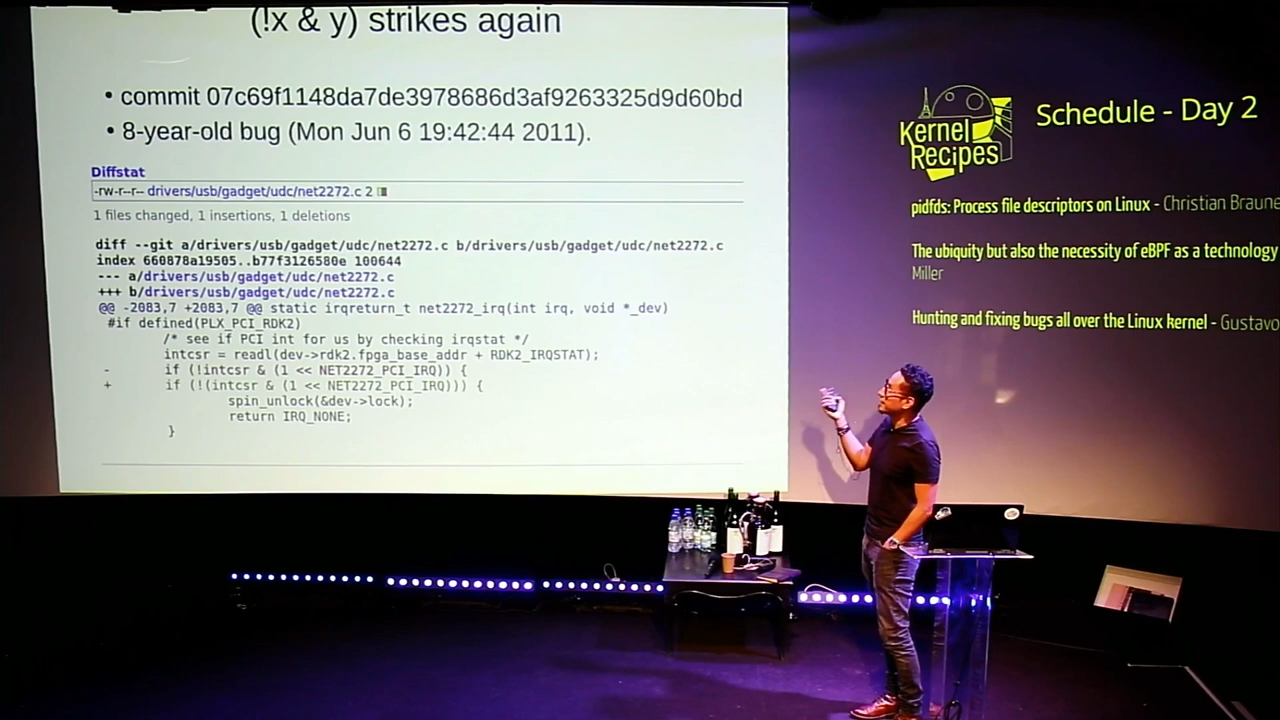 (!x & y) strikes again
• commit 07c69f1148da7de3978686d3af9263325d9d60bd
• 8-year-old bug (Mon Jun 6 19:42:44 2011).
Diffstat
-rw-r--r-- drivers/usb/gadget/udc/net2272.c 2
1 files changed, 1 insertions, 1 deletions
diff --git a/drivers/usb/gadget/udc/net2272.c b/drivers/usb/gadget/udc/net2272.c
index 660878a19505..b77f3126580e 100644
--- a/drivers/usb/gadget/udc/net2272.c
+++ b/drivers/usb/gadget/udc/net2272.c
@@ -2083,7 +2083,7 @@ static irqreturn_t net2272_irq(int irq, void *_dev)
#if defined(PLX_PCI_RDK2)
/* see if PCI int for us by checking irqstat */
intcsr = readl(dev->rdk2.fpga_base_addr + RDK2_IRQSTAT);
- if (!intcsr & (1 << NET2272_PCI_IRQ)) {
+ if (!(intcsr & (1 << NET2272_PCI_IRQ))) {
spin_unlock(&dev->lock);
return IRQ_NONE;
}
Kernel
Recipes
Schedule - Day 2
pidfds: Process file descriptors on Linux - Christian Braune
The ubiquity but also the necessity of eBPF as a technology
Miller
Hunting and fixing bugs all over the Linux kernel - Gustavo